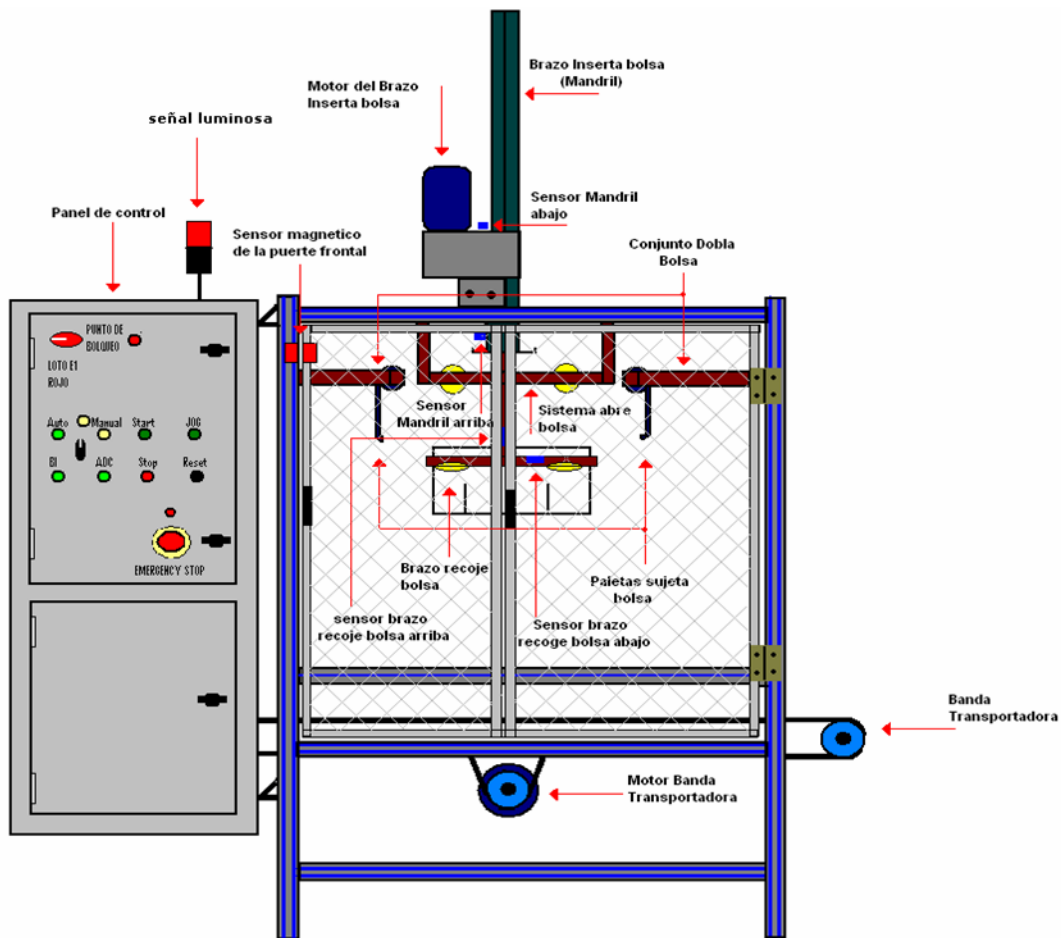 Brazo Inserta bolsa
(Mandril)
Motor del Brazo
Inserta bolsa
señal luminosa
Sensor Mandril
abajo
Panel de control
Sensor magnetico
de la puerte frontal
Conjunto Dobla
Bolsa
PUNTO DE
BOLQUEO
LOTO E1
ROJO
Auto
Manual
Start
JOG
BI
ADC
Stop
Reset
EMERGENCY STOP
Sensor
Mandril arriba
Sistema abre
bolsa
Brazo recoje
bolsa
Paletas sujeta
bolsa
sensor brazo
recoje bolsa arriba
Sensor brazo
recoge bolsa abajo
Banda
Transportadora
Motor Banda
Transportadora